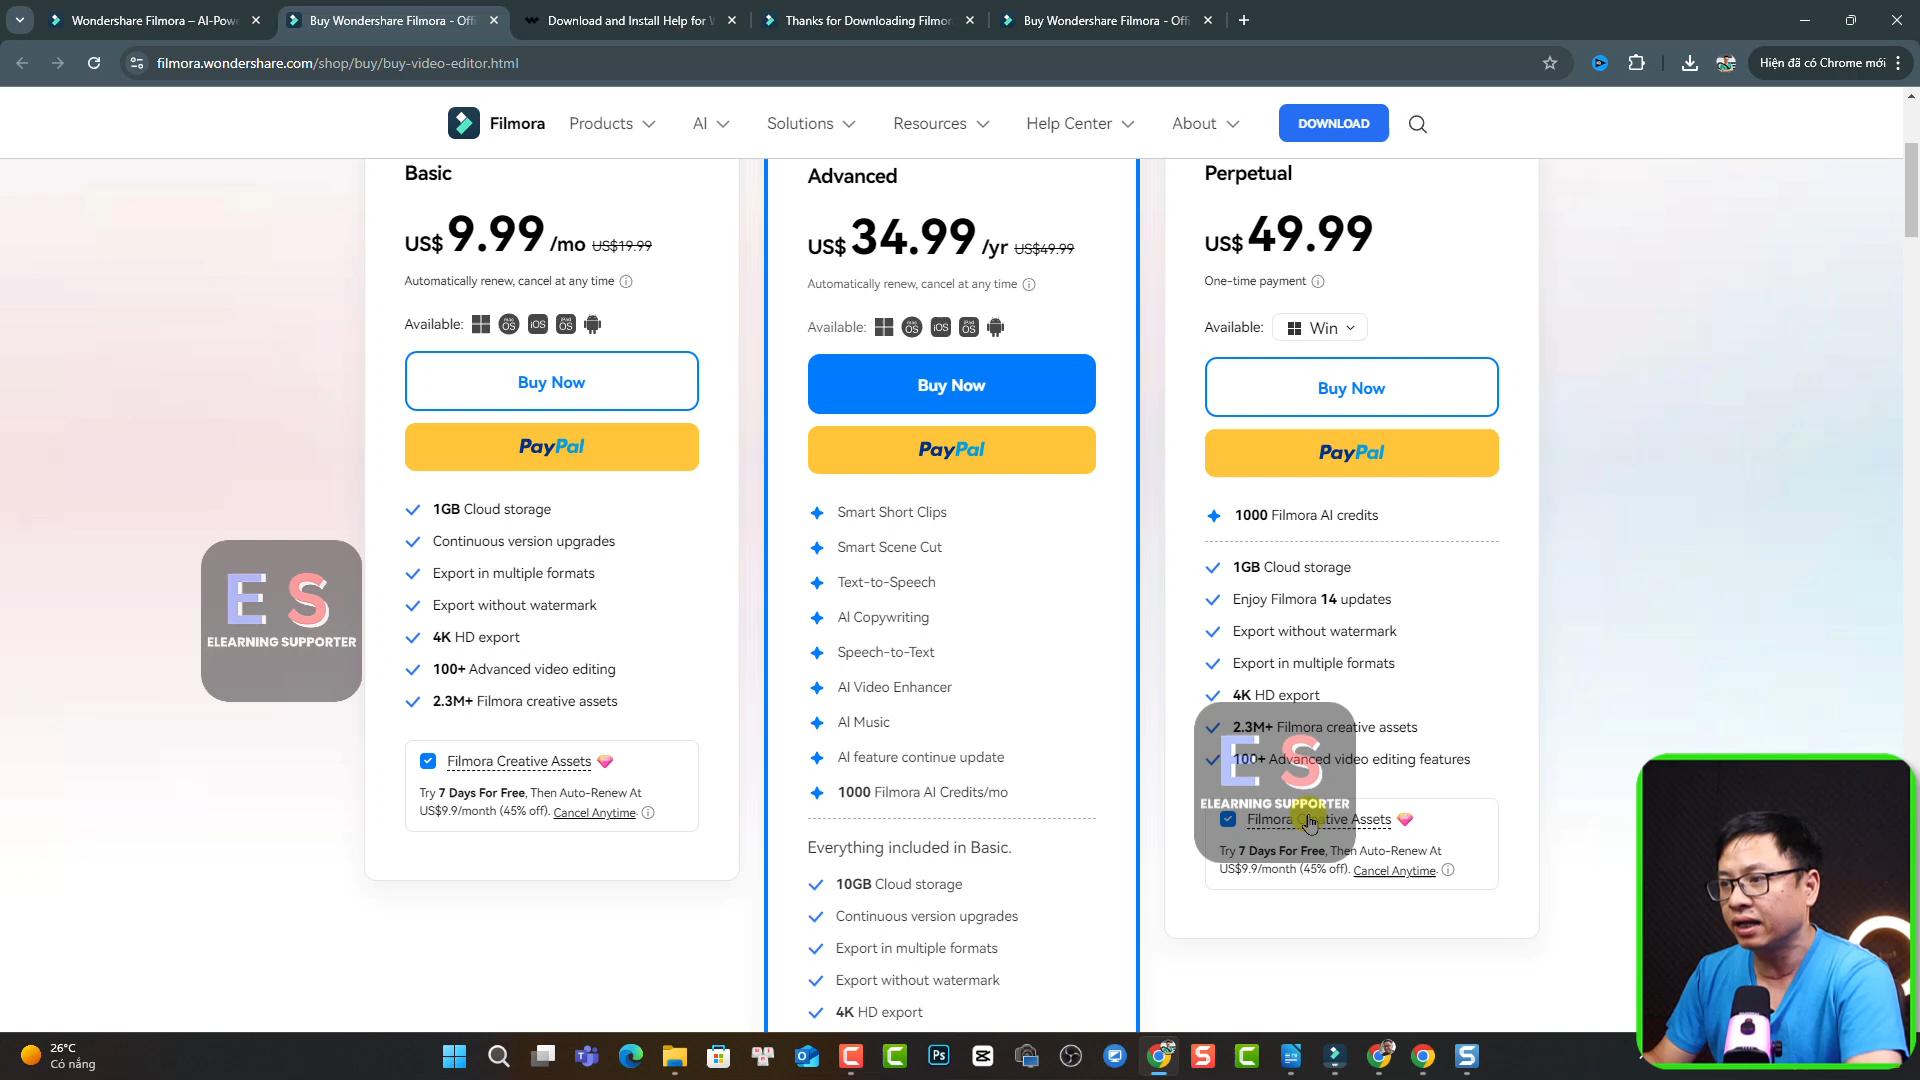 Wondershare Filmora – AI-Powe
Buy Wondershare Filmora - Offi
Download and Install Help for W
Thanks for Downloading Filmor
Buy Wondershare Filmora - Offi
filmora.wondershare.com/shop/buy/buy-video-editor.html
Hiện đã có Chrome mới
Filmora
Products
AI
Solutions
Resources
Help Center
About
DOWNLOAD
Basic
US$ 9.99 /mo US$19.99
Automatically renew, cancel at any time
Available:
Buy Now
PayPal
1GB Cloud storage
Continuous version upgrades
Export in multiple formats
Export without watermark
4K HD export
100+ Advanced video editing
2.3M+ Filmora creative assets
Filmora Creative Assets
Try 7 Days For Free, Then Auto-Renew At
US$9.9/month (45% off). Cancel Anytime.
Advanced
US$ 34.99 /yr US$49.99
Automatically renew, cancel at any time
Available:
Buy Now
PayPal
Smart Short Clips
Smart Scene Cut
Text-to-Speech
AI Copywriting
Speech-to-Text
AI Video Enhancer
AI Music
AI feature continue update
1000 Filmora AI Credits/mo
Everything included in Basic.
10GB Cloud storage
Continuous version upgrades
Export in multiple formats
Export without watermark
4K HD export
Perpetual
US$ 49.99
One-time payment
Available: Win
Buy Now
PayPal
1000 Filmora AI credits
1GB Cloud storage
Enjoy Filmora 14 updates
Export without watermark
Export in multiple formats
4K HD export
2.3M+ Filmora creative assets
100+ Advanced video editing features
Filmora Creative Assets
Try 7 Days For Free, Then Auto-Renew At
US$9.9/month (45% off). Cancel Anytime.
E S
ELEARNING SUPPORTER
E S
ELEARNING SUPPORTER
26°C
Có nắng